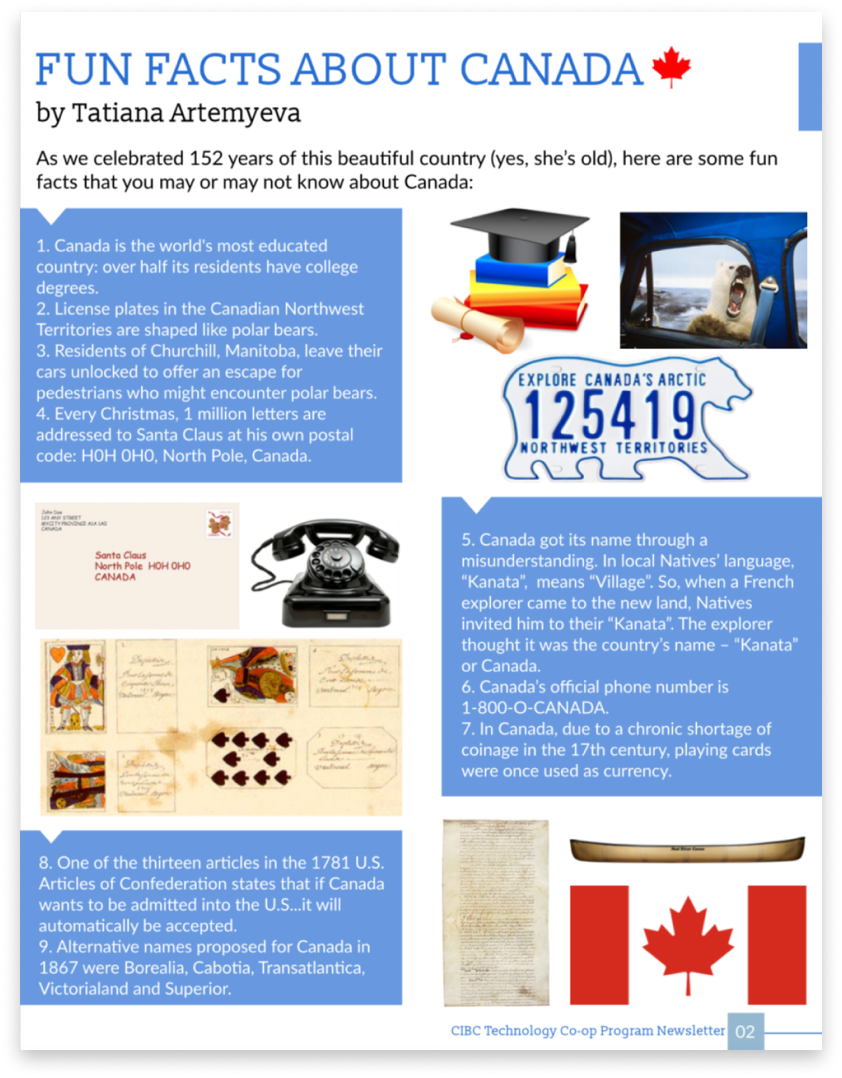 FUN FACTS ABOUT CANADA
by Tatiana Artemyeva
As we celebrated 152 years of this beautiful country (yes, she's old), here are some fun
facts that you may or may not know about Canada:
1. Canada is the world's most educated
country: over half its residents have college
degrees.
2. License plates in the Canadian Northwest
Territories are shaped like polar bears.
3. Residents of Churchill, Manitoba, leave their
cars unlocked to offer an escape for
pedestrians who might encounter polar bears.
4. Every Christmas, 1 million letters are
addressed to Santa Claus at his own postal
code: H0H 0H0, North Pole, Canada.
EXPLORE CANADA'S ARCTIC
125419
NORTHWEST TERRITORIES
John Doe
123 ANY STREET
MYCITY PROVINCE A1A 1A1
CANADA
Santa Claus
North Pole H0H 0H0
CANADA
5. Canada got its name through a
misunderstanding. In local Natives' language,
"Kanata", means "Village". So, when a French
explorer came to the new land, Natives
invited him to their "Kanata". The explorer
thought it was the country's name – "Kanata"
or Canada.
6. Canada's official phone number is
1-800-O-CANADA.
7. In Canada, due to a chronic shortage of
coinage in the 17th century, playing cards
were once used as currency.
8. One of the thirteen articles in the 1781 U.S.
Articles of Confederation states that if Canada
wants to be admitted into the U.S...it will
automatically be accepted.
9. Alternative names proposed for Canada in
1867 were Borealia, Cabotia, Transatlantica,
Victorialand and Superior.
Red River Canoe
CIBC Technology Co-op Program Newsletter 02